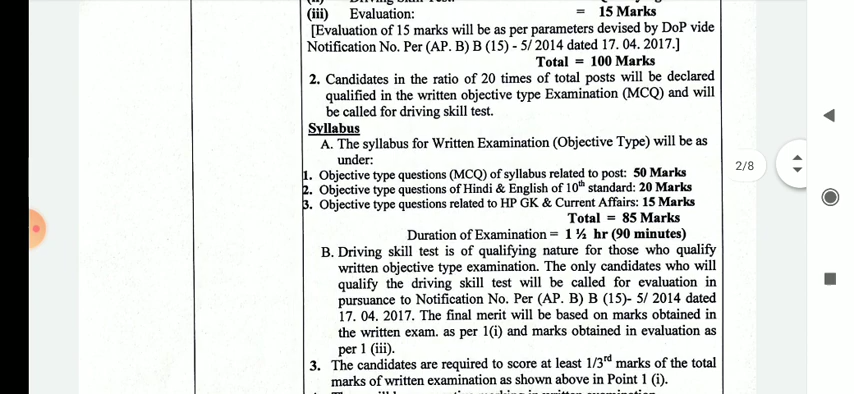 (iii) Evaluation: = 15 Marks
[Evaluation of 15 marks will be as per parameters devised by DoP vide
Notification No. Per (AP. B) B (15) - 5/ 2014 dated 17. 04. 2017.]
Total = 100 Marks
2. Candidates in the ratio of 20 times of total posts will be declared
qualified in the written objective type Examination (MCQ) and will
be called for driving skill test.
Syllabus
A. The syllabus for Written Examination (Objective Type) will be as
under:
1. Objective type questions (MCQ) of syllabus related to post: 50 Marks
2. Objective type questions of Hindi & English of 10th standard: 20 Marks
3. Objective type questions related to HP GK & Current Affairs: 15 Marks
Total = 85 Marks
Duration of Examination = 1 ½ hr (90 minutes)
B. Driving skill test is of qualifying nature for those who qualify
written objective type examination. The only candidates who will
qualify the driving skill test will be called for evaluation in
pursuance to Notification No. Per (AP. B) B (15)- 5/ 2014 dated
17. 04. 2017. The final merit will be based on marks obtained in
the written exam. as per 1(i) and marks obtained in evaluation as
per 1 (iii).
3. The candidates are required to score at least 1/3rd marks of the total
marks of written examination as shown above in Point 1 (i).
2/8